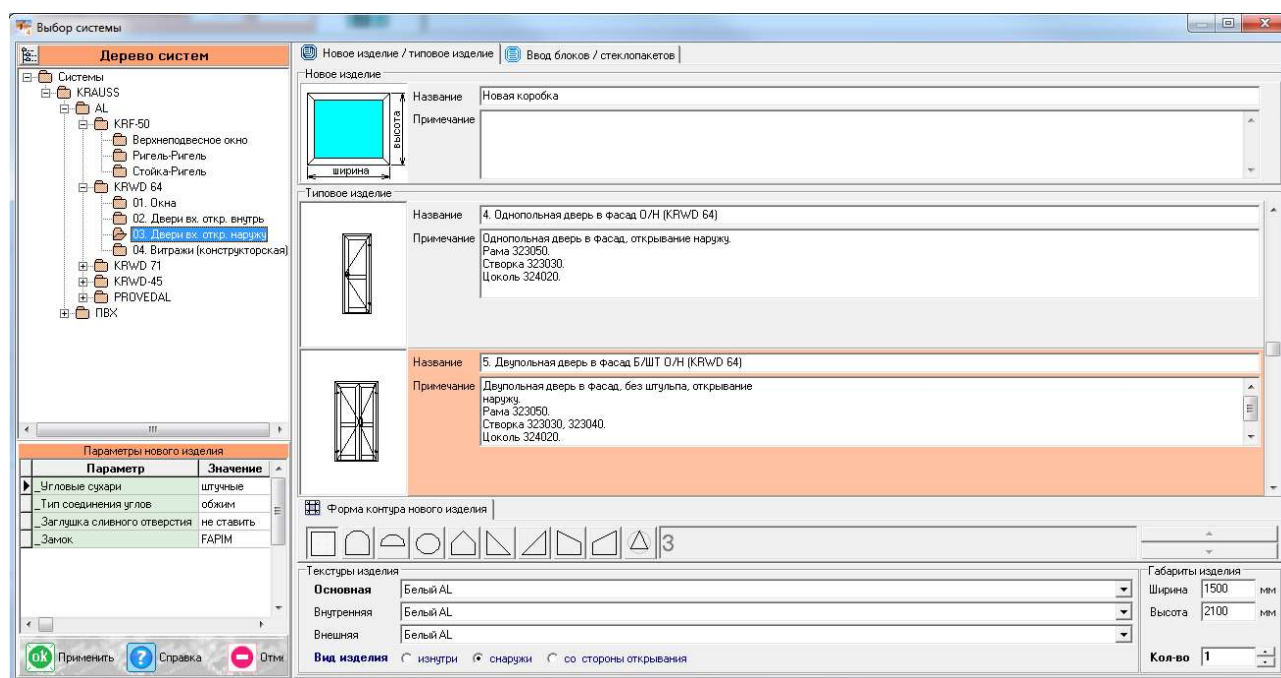 Выбор системы
Дерево систем
Системы
KRAUSS
AL
KRF-50
Верхнеподвесное окно
Ригель-Ригель
Стойка-Ригель
KRWD 64
01. Окна
02. Двери вх. откр. внутрь
03. Двери вх. откр. наружу
04. Витражи (конструкторская)
KRWD 71
KRWD-45
PROVEDAL
ПВХ
Параметры нового изделия
Параметр Значение
_Угловые сухари штучные
_Тип соединения углов обжим
_Заглушка сливного отверстия не ставить
_Замок FAPIM
ok Применить ? Справка Отме
Новое изделие / типовое изделие Ввод блоков / стеклопакетов
Новое изделие
высота
ширина
Название Новая коробка
Примечание
Типовое изделие
Название 4. Однопольная дверь в фасад О/Н (KRWD 64)
Примечание Однопольная дверь в фасад, открывание наружу.
Рама 323050.
Створка 323030.
Цоколь 324020.
Название 5. Двупольная дверь в фасад Б/ШТ О/Н (KRWD 64)
Примечание Двупольная дверь в фасад, без штульпа, открывание
наружу.
Рама 323050.
Створка 323030, 323040.
Цоколь 324020.
Форма контура нового изделия
3
Текстуры изделия
Основная Белый AL
Внутренняя Белый AL
Внешняя Белый AL
Вид изделия изнутри снаружи со стороны открывания
Габариты изделия
Ширина 1500 мм
Высота 2100 мм
Кол-во 1